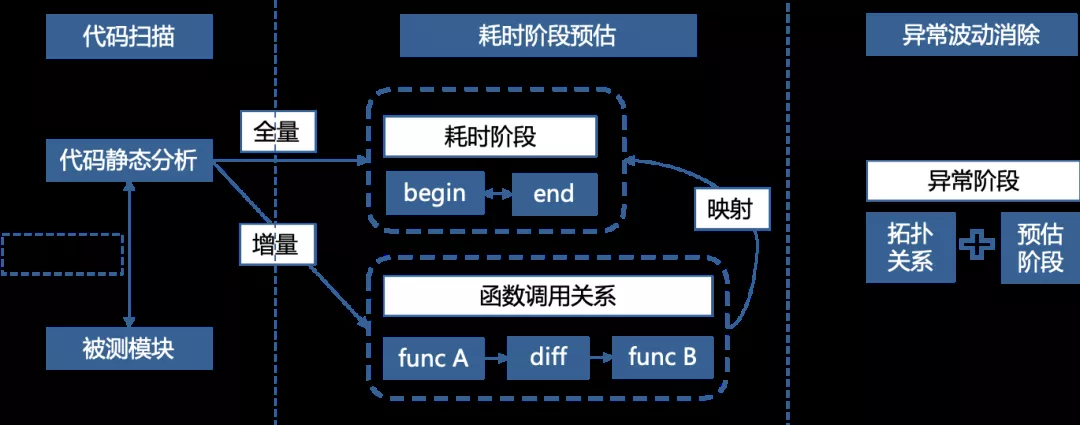 代码扫描
耗时阶段预估
异常波动消除
全量
耗时阶段
代码静态分析
begin
end
映射
异常阶段
拓扑
关系
预估
阶段
增量
函数调用关系
被测模块
func A
diff
func B